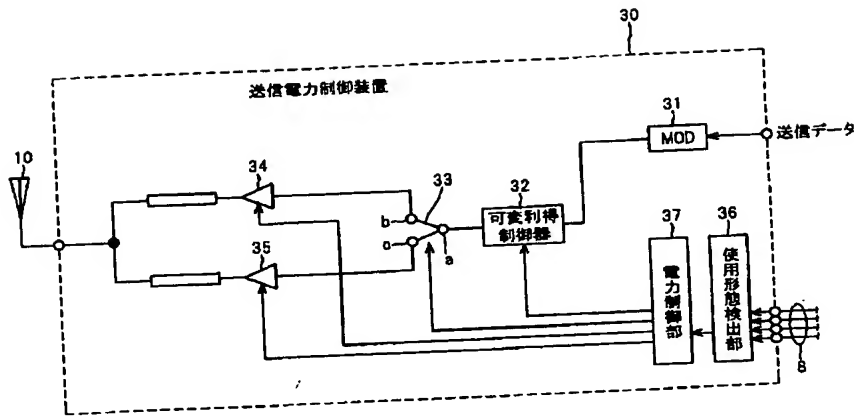 30
送信電力制御装置
31
MOD
送信データ
10
34
33
32
可変利得
制御器
b
a
35
37
電力制御部
36
使用形態検出部
8